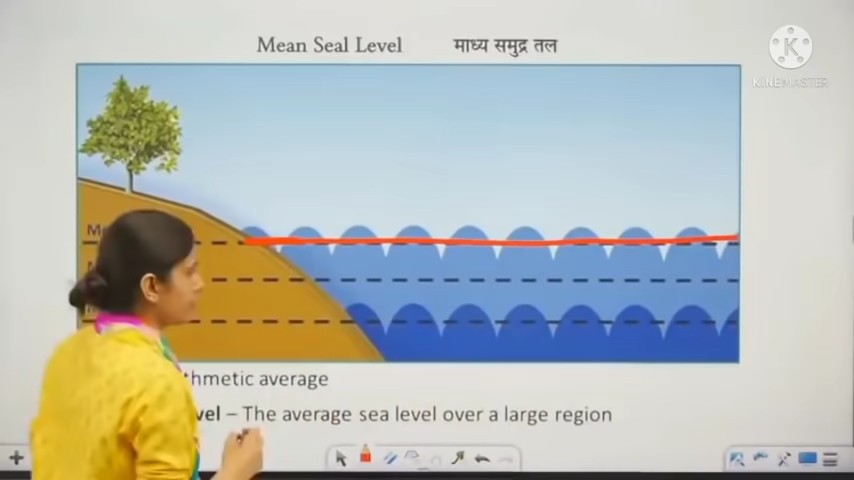 Mean Seal Level माध्य समुद्र तल
K
KINEMASTER
thmetic average
vel – The average sea level over a large region